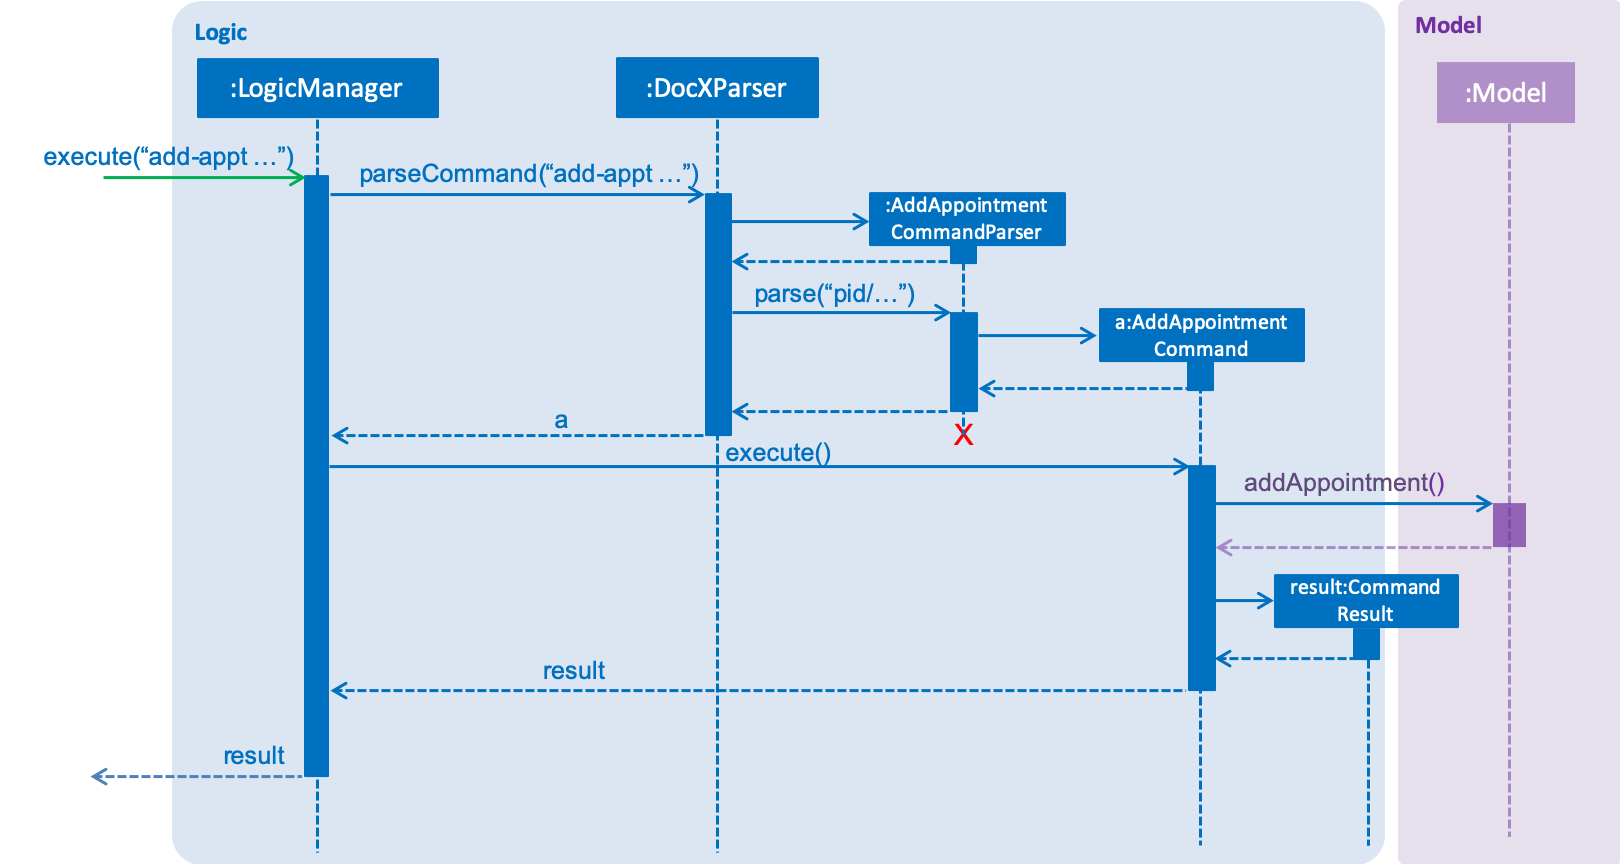 Logic
Model
:LogicManager
:DocXParser
:Model
execute(“add-appt …”)
parseCommand(“add-appt …”)
:AddAppointment
CommandParser
parse(“pid/…”)
a:AddAppointment
Command
a
X
execute()
addAppointment()
result:Command
Result
result
result